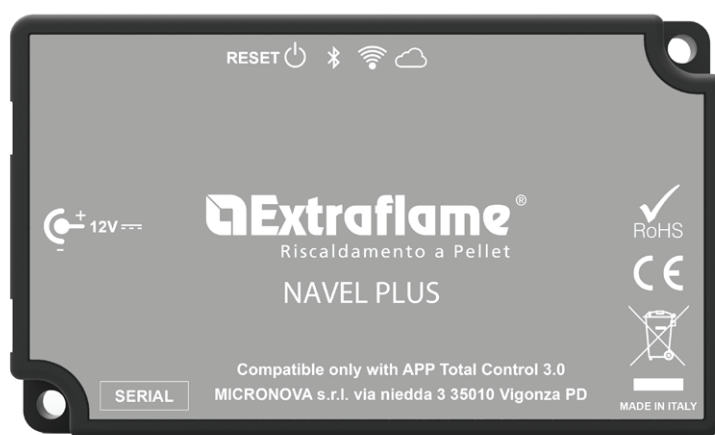 RESET
+
12V
-
Extraflame®
Riscaldamento a Pellet
NAVEL PLUS
RoHS
CE
Compatible only with APP Total Control 3.0
SERIAL
MICRONOVA s.r.l. via niedda 3 35010 Vigonza PD
MADE IN ITALY